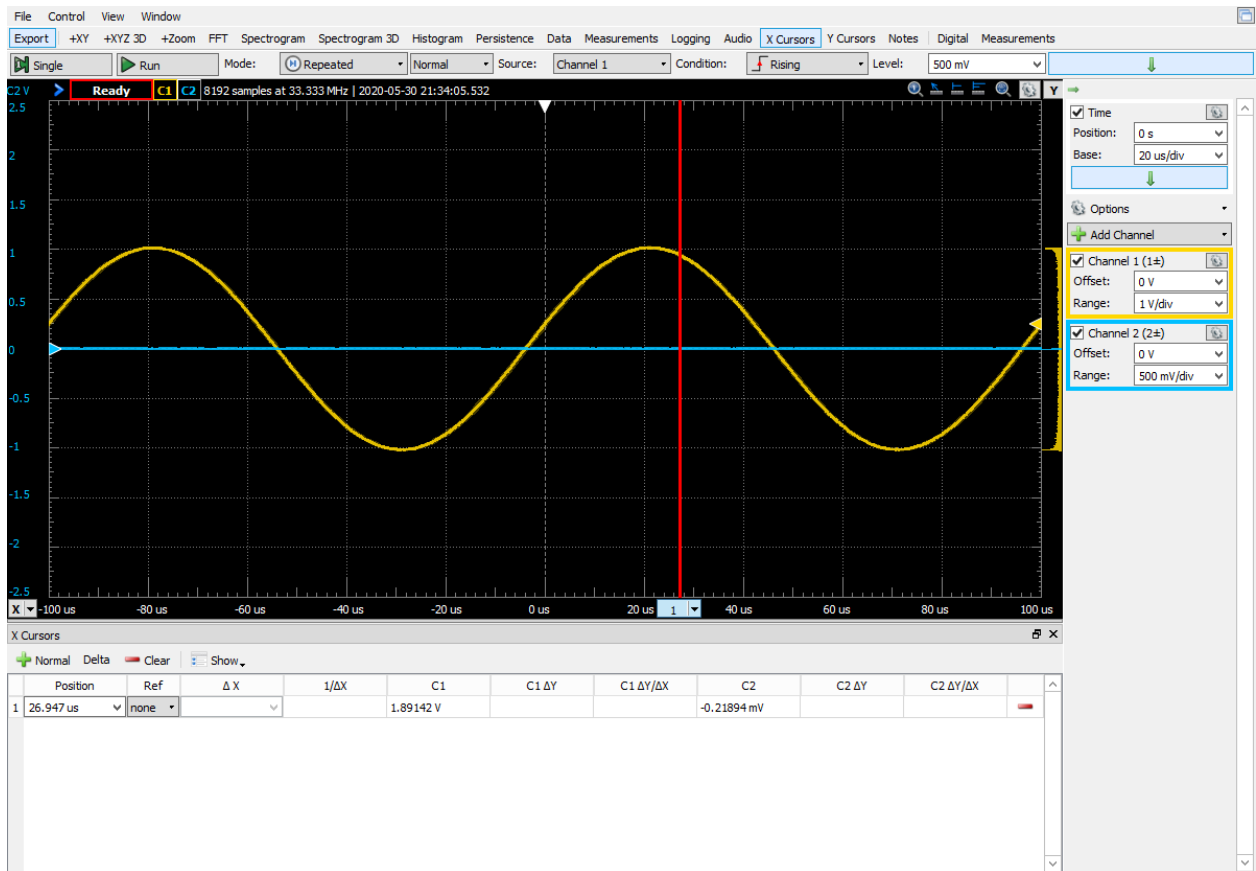 File Control View Window
Export +XY +XYZ 3D +Zoom FFT Spectrogram Spectrogram 3D Histogram Persistence Data Measurements Logging Audio X Cursors Y Cursors Notes Digital Measurements
Single Run Mode: Repeated Normal Source: Channel 1 Condition: Rising Level: 500 mV
C2 V Ready C1 C2 8192 samples at 33.333 MHz | 2020-05-30 21:34:05.532 Y
2.5
2
1.5
1
0.5
0
-0.5
-1
-1.5
-2
-2.5
X -100 us -80 us -60 us -40 us -20 us 0 us 20 us 1 40 us 60 us 80 us 100 us
Time
Position: 0 s
Base: 20 us/div
Options
Add Channel
Channel 1 (1±)
Offset: 0 V
Range: 1 V/div
Channel 2 (2±)
Offset: 0 V
Range: 500 mV/div
X Cursors
Normal Delta Clear Show
Position Ref Δ X 1/ΔX C1 C1 ΔY C1 ΔY/ΔX C2 C2 ΔY C2 ΔY/ΔX
1 26.947 us none 1.89142 V -0.21894 mV